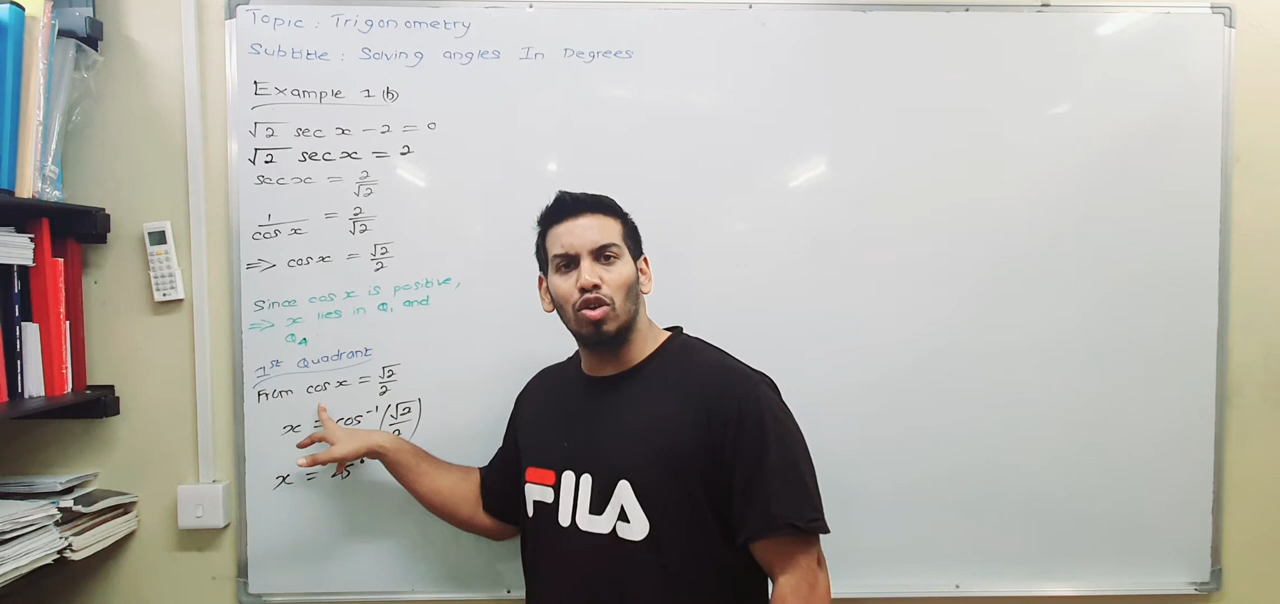 Topic : Trigonometry
Subtitle : Solving angles In Degrees
Example 1 (b)
√2 sec x − 2 = 0
√2 sec x = 2
sec x = 2/√2
1/cos x = 2/√2
⇒ cos x = √2/2
Since cos x is positive,
⇒ x lies in Q1 and
Q4
1st Quadrant
From cos x = √2/2
x = cos⁻¹(√2/2)
x = 45°
FILA